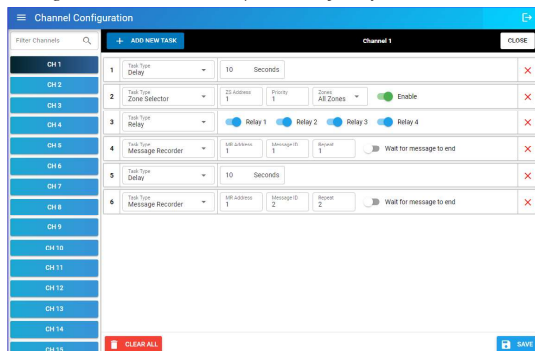 Channel Configuration
Filter Channels
ADD NEW TASK
Channel 1
CLOSE
CH 1
CH 2
CH 3
CH 4
CH 5
CH 6
CH 7
CH 8
CH 9
CH 10
CH 11
CH 12
CH 13
CH 14
CH 15
1 Task Type Delay 10 Seconds
2 Task Type Zone Selector ZS Address 1 Priority 1 Zones All Zones Enable
3 Task Type Relay Relay 1 Relay 2 Relay 3 Relay 4
4 Task Type Message Recorder MR Address 1 Message ID 1 Repeat 1 Wait for message to end
5 Task Type Delay 10 Seconds
6 Task Type Message Recorder MR Address 1 Message ID 2 Repeat 2 Wait for message to end
CLEAR ALL
SAVE